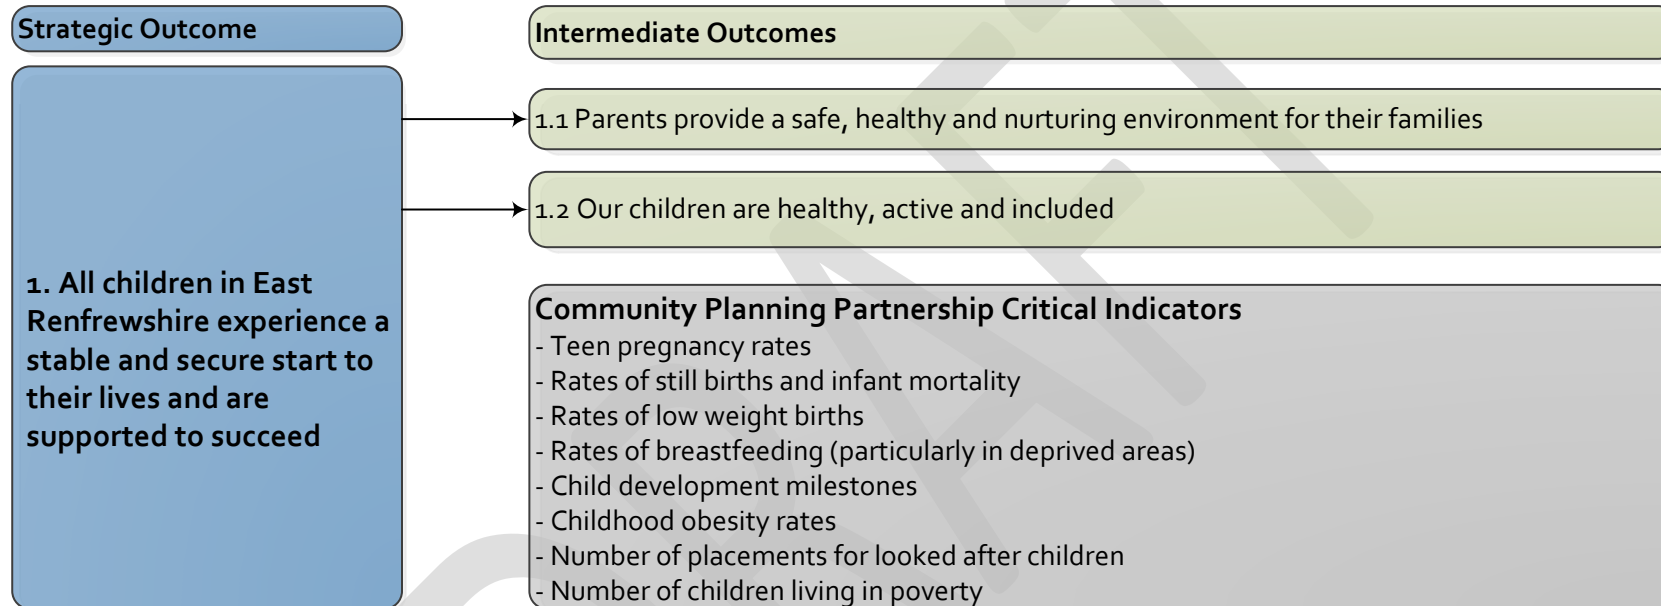 Strategic Outcome
1. All children in East
Renfrewshire experience a
stable and secure start to
their lives and are
supported to succeed
Intermediate Outcomes
1.1 Parents provide a safe, healthy and nurturing environment for their families
1.2 Our children are healthy, active and included
Community Planning Partnership Critical Indicators
- Teen pregnancy rates
- Rates of still births and infant mortality
- Rates of low weight births
- Rates of breastfeeding (particularly in deprived areas)
- Child development milestones
- Childhood obesity rates
- Number of placements for looked after children
- Number of children living in poverty